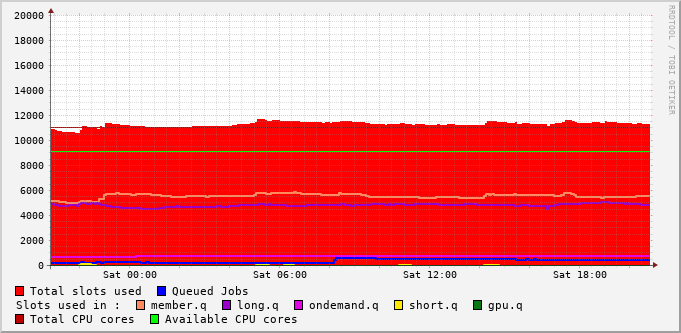 RRDTOOL / TOBI OETIKER
20000
18000
16000
14000
12000
10000
8000
6000
4000
2000
0
Sat 00:00 Sat 06:00 Sat 12:00 Sat 18:00
Total slots used Queued Jobs
Slots used in : member.q long.q ondemand.q short.q gpu.q
Total CPU cores Available CPU cores